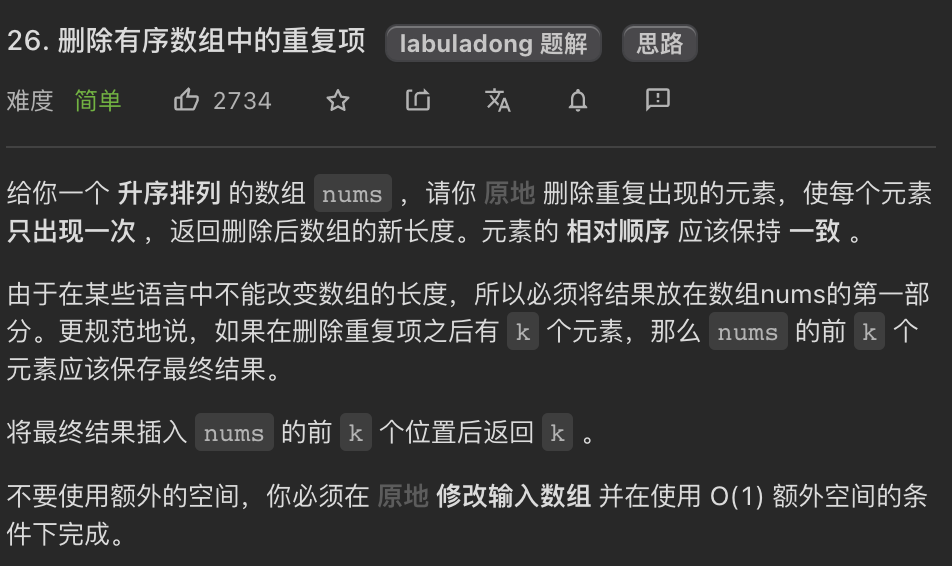 26. 删除有序数组中的重复项 labuladong 题解 思路
难度 简单 2734
给你一个 升序排列 的数组 nums ，请你 原地 删除重复出现的元素，使每个元素
只出现一次 ，返回删除后数组的新长度。元素的 相对顺序 应该保持 一致 。
由于在某些语言中不能改变数组的长度，所以必须将结果放在数组nums的第一部
分。更规范地说，如果在删除重复项之后有 k 个元素，那么 nums 的前 k 个
元素应该保存最终结果。
将最终结果插入 nums 的前 k 个位置后返回 k 。
不要使用额外的空间，你必须在 原地 修改输入数组 并在使用 O(1) 额外空间的条
件下完成。